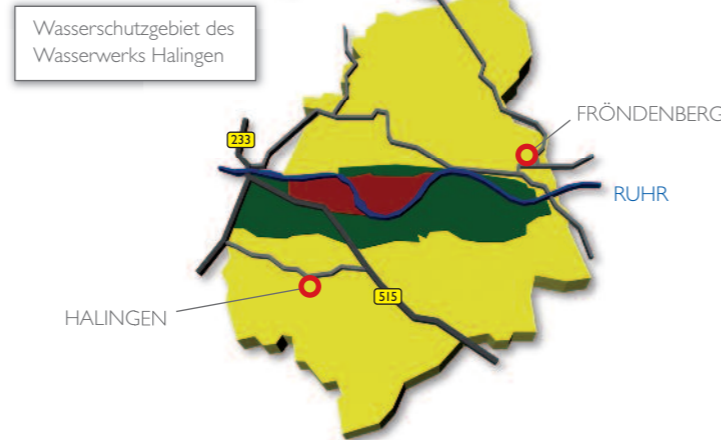 Wasserschutzgebiet des
Wasserwerks Halingen
FRÖNDENBERG
233
RUHR
515
HALINGEN